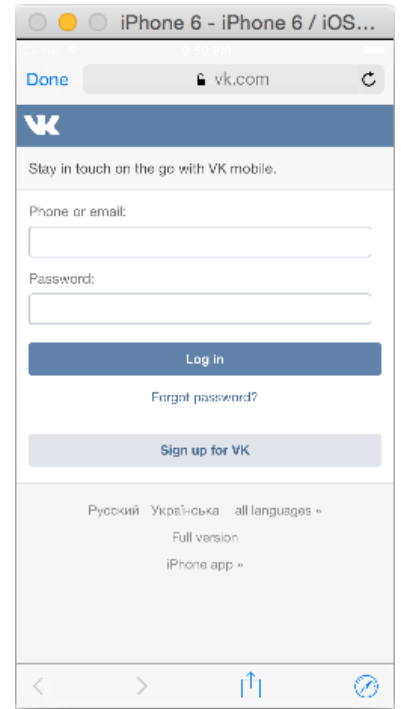 iPhone 6 - iPhone 6 / iOS...
Done vk.com
Stay in touch on the go with VK mobile.
Phone or email:
Password:
Log in
Forgot password?
Sign up for VK
Русский Українська all languages »
Full version
iPhone app »